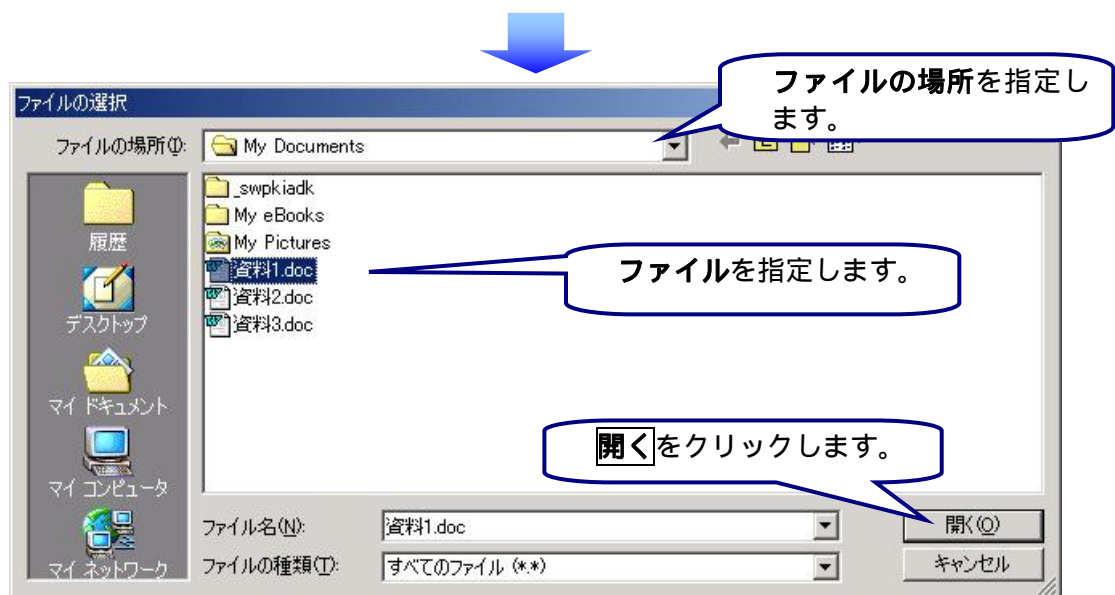 ファイルの場所を指定し
ます。
ファイルの選択
ファイルの場所(I):
My Documents
_swpkiadk
My eBooks
My Pictures
資料1.doc
資料2.doc
資料3.doc
履歴
デスクトップ
マイ ドキュメント
マイ コンピュータ
マイ ネットワーク
ファイルを指定します。
開くをクリックします。
ファイル名(N):
資料1.doc
開く(O)
ファイルの種類(T):
すべてのファイル (*.*)
キャンセル